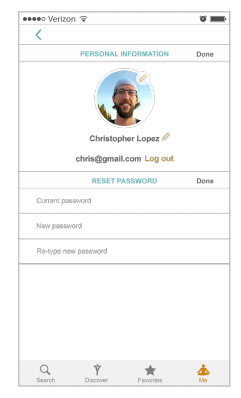 Verizon
PERSONAL INFORMATION Done
Christopher Lopez
chris@gmail.com Log out
RESET PASSWORD Done
Current password
New password
Re-type new password
Search Discover Favorites Me